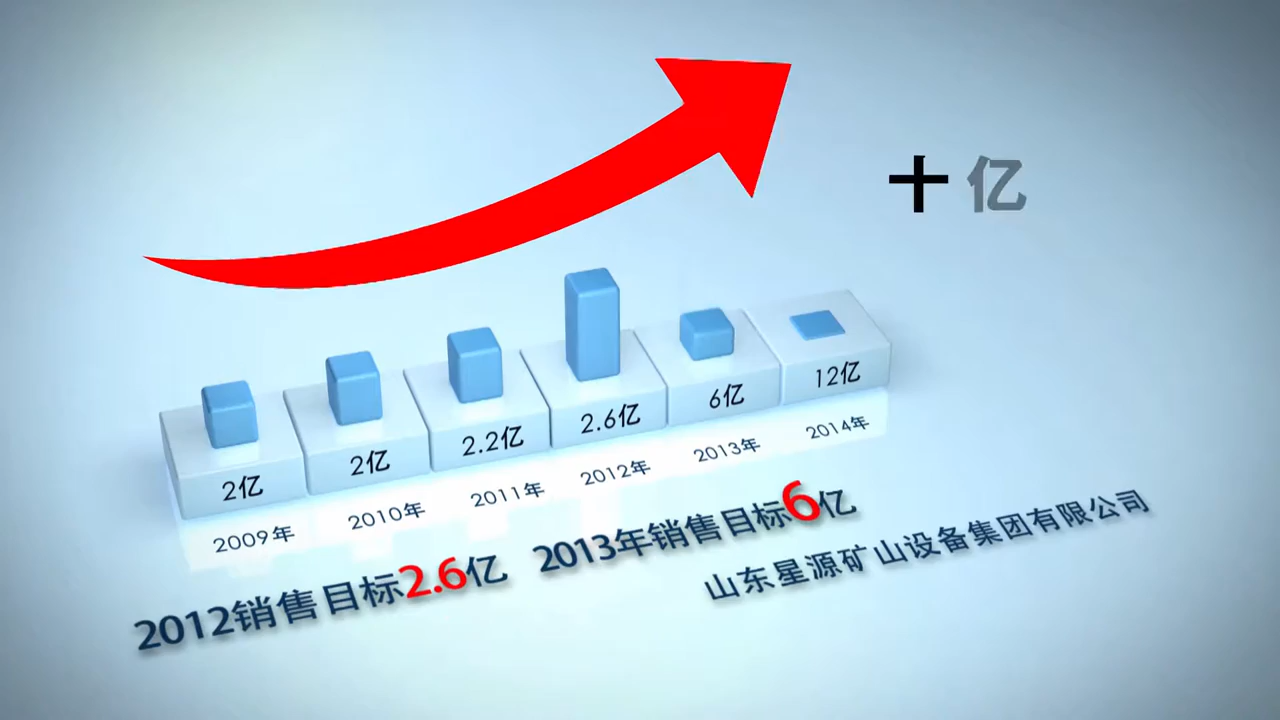 十亿
2亿
2亿
2.2亿
2.6亿
6亿
12亿
2009年
2010年
2011年
2012年
2013年
2014年
2012销售目标2.6亿
2013年销售目标6亿
山东星源矿山设备集团有限公司